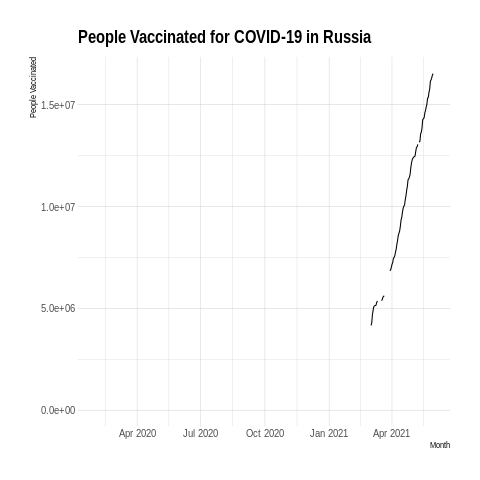 People Vaccinated for COVID-19 in Russia
People Vaccinated
1.5e+07
1.0e+07
5.0e+06
0.0e+00
Apr 2020 Jul 2020 Oct 2020 Jan 2021 Apr 2021
Month